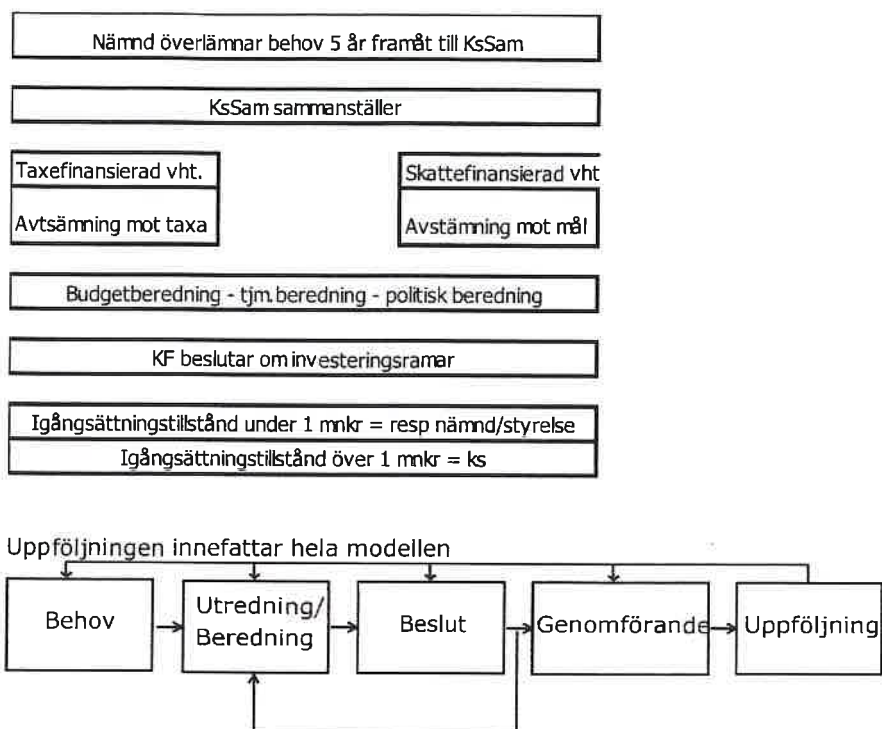 Nämnd överlämnar behov 5 år framåt till KsSam
KsSam sammanställer
Taxefinansierad vht.
Avtsämning mot taxa
Skattefinansierad vht
Avstämning mot mål
Budgetberedning - tjm.beredning - politisk beredning
KF beslutar om investeringsramar
Igångsättningstillstånd under 1 mnkr = resp nämnd/styrelse
Igångsättningstillstånd över 1 mnkr = ks
Uppföljningen innefattar hela modellen
Behov
Utredning/
Beredning
Beslut
Genomförande
Uppföljning